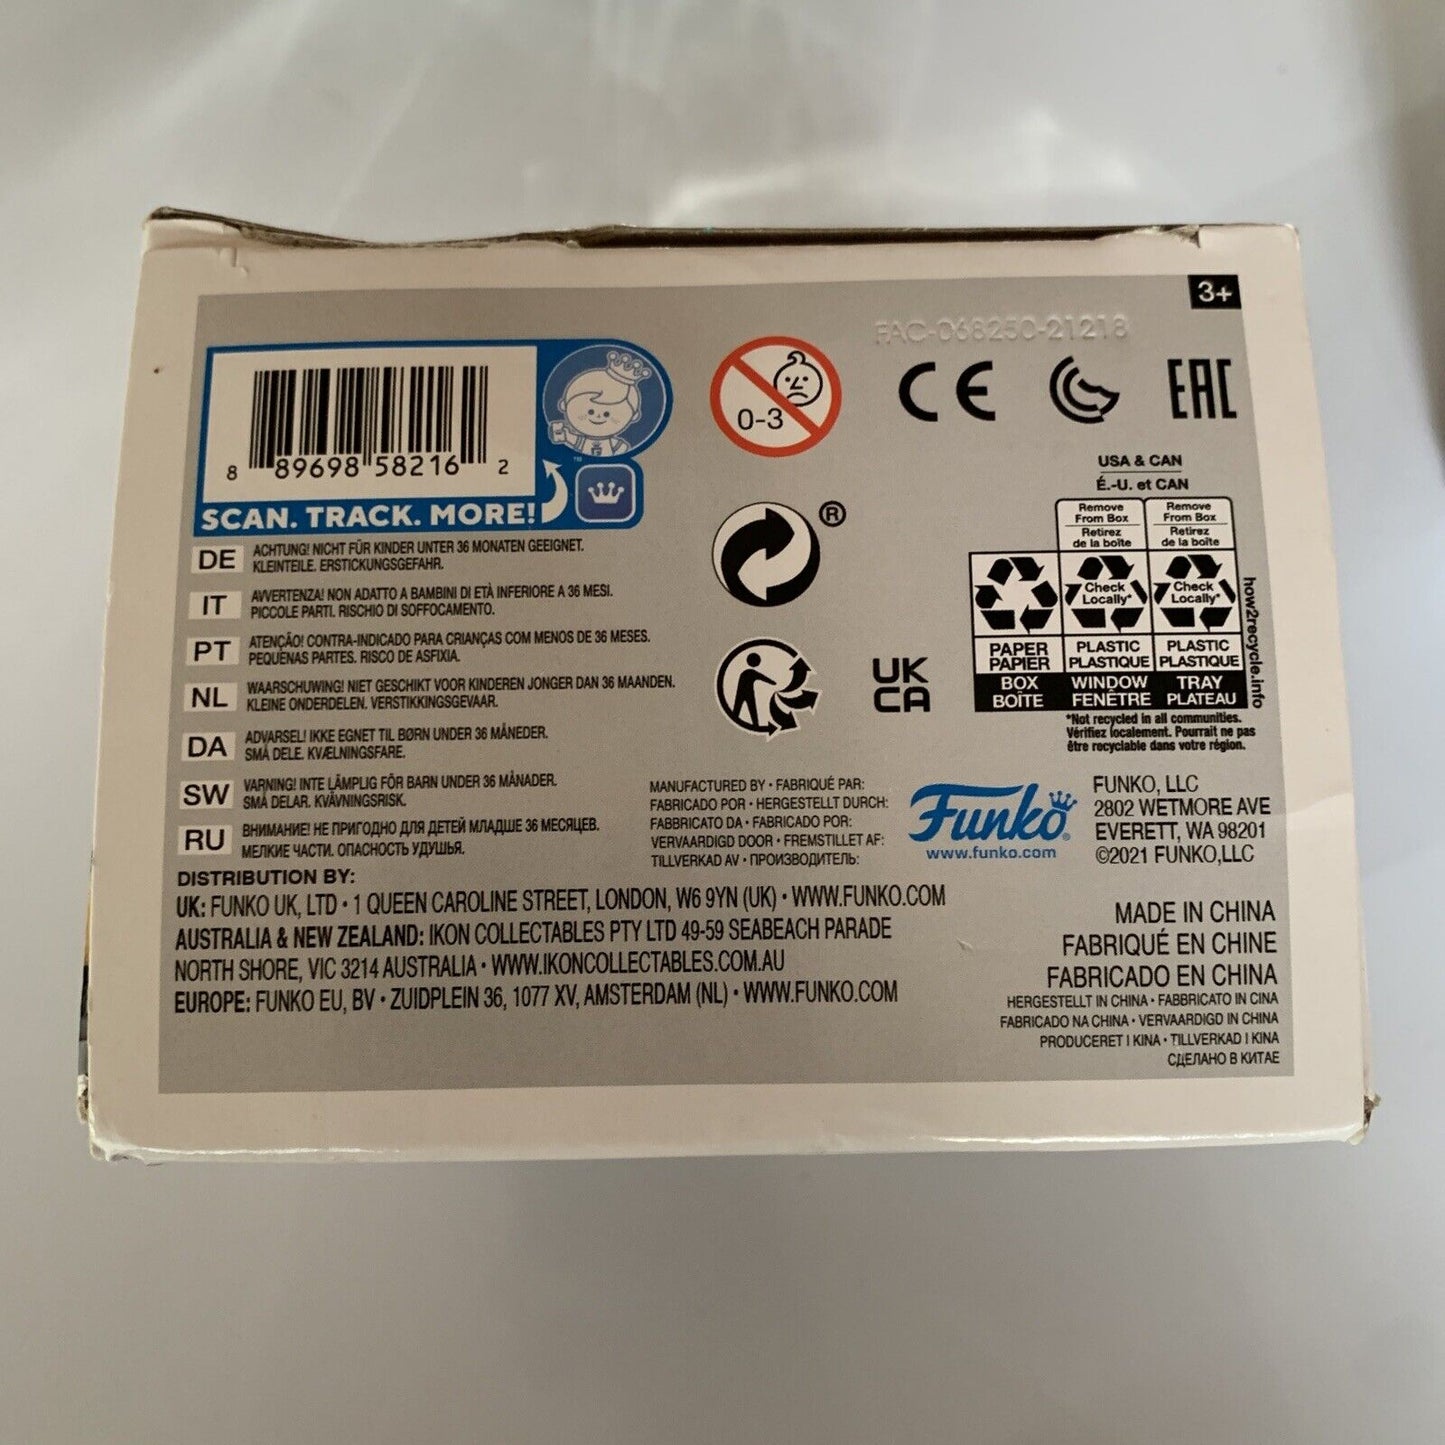 3+
FAC-068250-21218
8 89698 58216 2
SCAN. TRACK. MORE!
™
0-3
CE
EAC
USA & CAN
É.-U. et CAN
Remove From Box
Retirez de la boîte
Remove From Box
Retirez de la boîte
Check Locally*
Check Locally*
PAPER PAPIER
PLASTIC PLASTIQUE
PLASTIC PLASTIQUE
BOX BOÎTE
WINDOW FENÊTRE
TRAY PLATEAU
how2recycle.info
*Not recycled in all communities.
Vérifiez localement. Pourrait ne pas
être recyclable dans votre région.
®
UK
CA
DE ACHTUNG! NICHT FÜR KINDER UNTER 36 MONATEN GEEIGNET.
KLEINTEILE. ERSTICKUNGSGEFAHR.
IT AVVERTENZA! NON ADATTO A BAMBINI DI ETÀ INFERIORE A 36 MESI.
PICCOLE PARTI. RISCHIO DI SOFFOCAMENTO.
PT ATENÇÃO! CONTRA-INDICADO PARA CRIANÇAS COM MENOS DE 36 MESES.
PEQUENAS PARTES. RISCO DE ASFIXIA.
NL WAARSCHUWING! NIET GESCHIKT VOOR KINDEREN JONGER DAN 36 MAANDEN.
KLEINE ONDERDELEN. VERSTIKKINGSGEVAAR.
DA ADVARSEL! IKKE EGNET TIL BØRN UNDER 36 MÅNEDER.
SMÅ DELE. KVÆLNINGSFARE.
SW VARNING! INTE LÄMPLIG FÖR BARN UNDER 36 MÅNADER.
SMÅ DELAR. KVÄVNINGSRISK.
RU ВНИМАНИЕ! НЕ ПРИГОДНО ДЛЯ ДЕТЕЙ МЛАДШЕ 36 МЕСЯЦЕВ.
МЕЛКИЕ ЧАСТИ. ОПАСНОСТЬ УДУШЬЯ.
MANUFACTURED BY • FABRIQUÉ PAR:
FABRICADO POR • HERGESTELLT DURCH:
FABBRICATO DA • FABRICADO POR:
VERVAARDIGD DOOR • FREMSTILLET AF:
TILLVERKAD AV • ПРОИЗВОДИТЕЛЬ:
Funko®
www.funko.com
FUNKO, LLC
2802 WETMORE AVE
EVERETT, WA 98201
©2021 FUNKO,LLC
DISTRIBUTION BY:
UK: FUNKO UK, LTD • 1 QUEEN CAROLINE STREET, LONDON, W6 9YN (UK) • WWW.FUNKO.COM
AUSTRALIA & NEW ZEALAND: IKON COLLECTABLES PTY LTD 49-59 SEABEACH PARADE
NORTH SHORE, VIC 3214 AUSTRALIA • WWW.IKONCOLLECTABLES.COM.AU
EUROPE: FUNKO EU, BV • ZUIDPLEIN 36, 1077 XV, AMSTERDAM (NL) • WWW.FUNKO.COM
MADE IN CHINA
FABRIQUÉ EN CHINE
FABRICADO EN CHINA
HERGESTELLT IN CHINA • FABBRICATO IN CINA
FABRICADO NA CHINA • VERVAARDIGD IN CHINA
PRODUCERET I KINA • TILLVERKAD I KINA
СДЕЛАНО В КИТАЕ